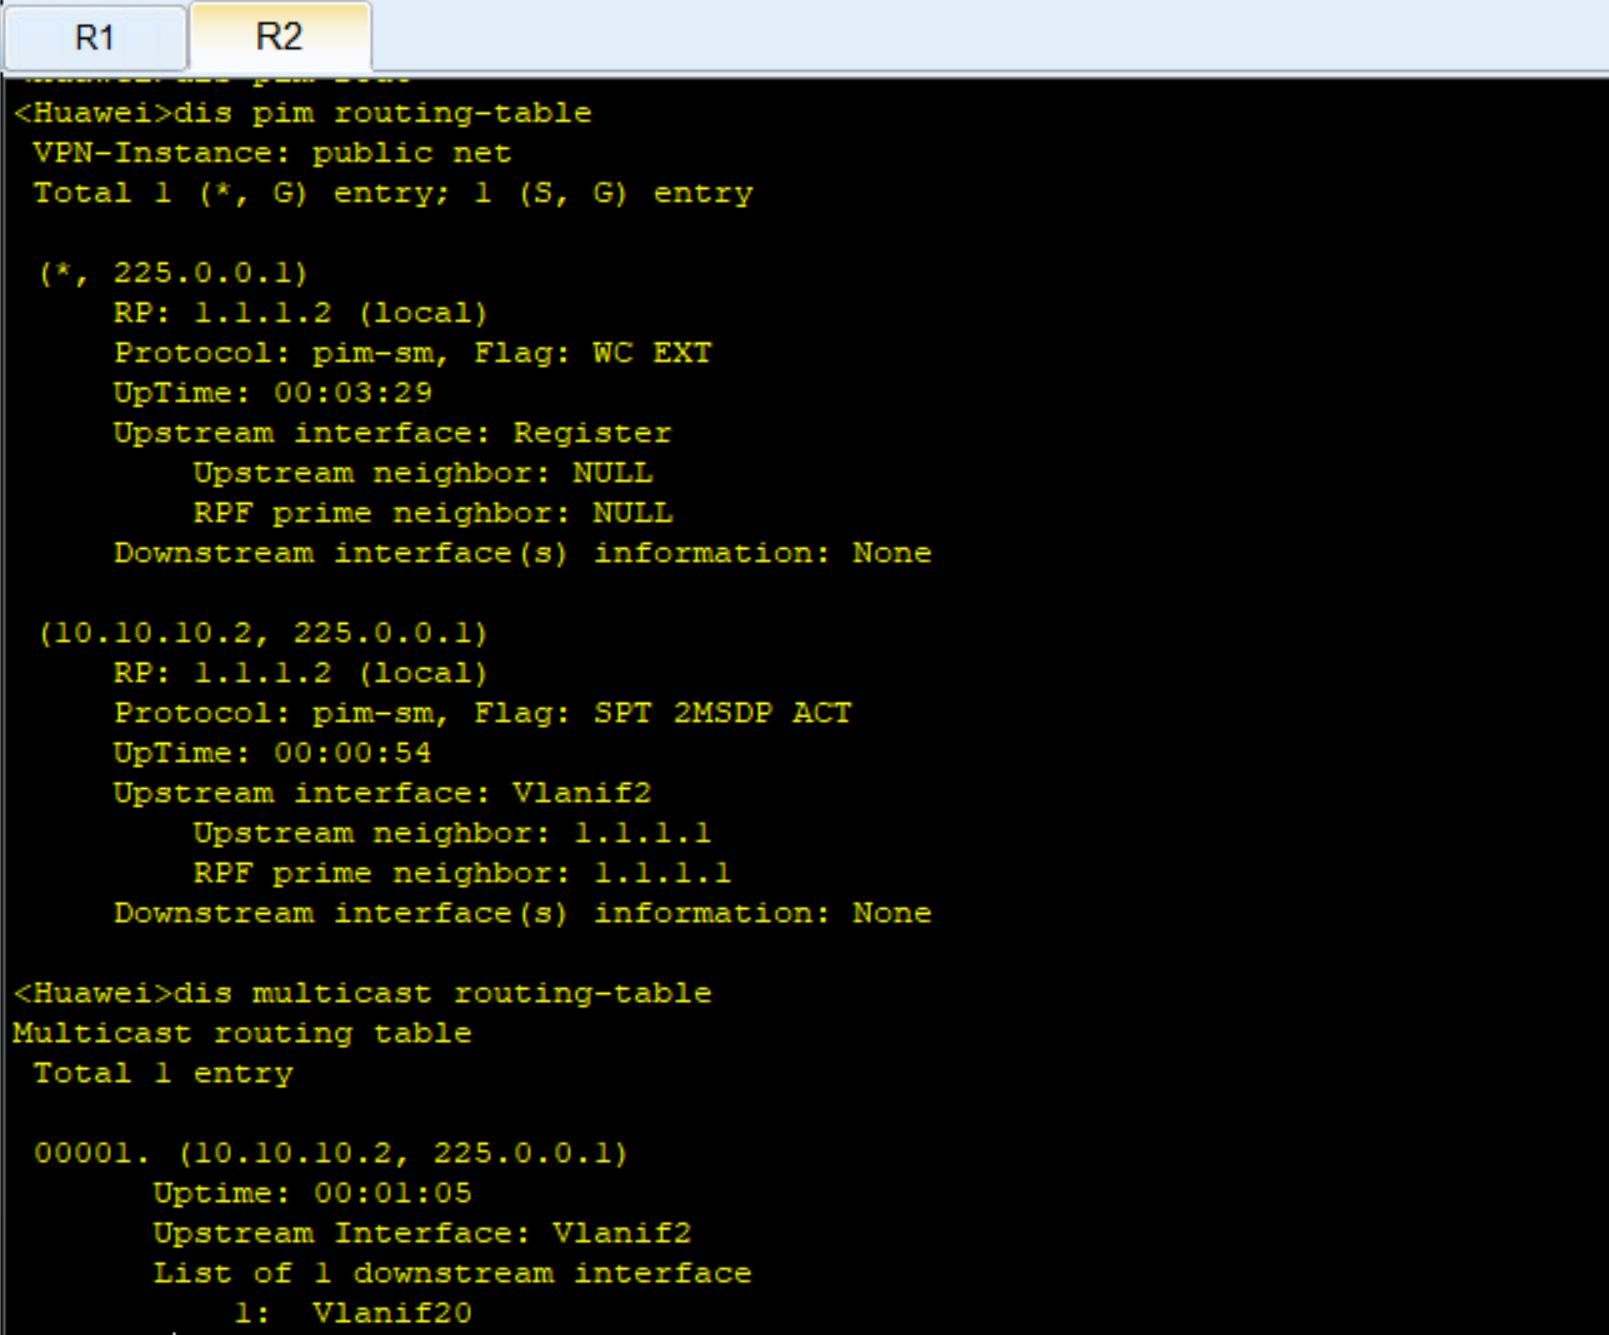 R1
R2
<Huawei>dis pim routing-table
VPN-Instance: public net
Total 1 (*, G) entry; 1 (S, G) entry
(*, 225.0.0.1)
RP: 1.1.1.2 (local)
Protocol: pim-sm, Flag: WC EXT
UpTime: 00:03:29
Upstream interface: Register
Upstream neighbor: NULL
RPF prime neighbor: NULL
Downstream interface(s) information: None
(10.10.10.2, 225.0.0.1)
RP: 1.1.1.2 (local)
Protocol: pim-sm, Flag: SPT 2MSDP ACT
UpTime: 00:00:54
Upstream interface: Vlanif2
Upstream neighbor: 1.1.1.1
RPF prime neighbor: 1.1.1.1
Downstream interface(s) information: None
<Huawei>dis multicast routing-table
Multicast routing table
Total 1 entry
00001. (10.10.10.2, 225.0.0.1)
Uptime: 00:01:05
Upstream Interface: Vlanif2
List of 1 downstream interface
1: Vlanif20